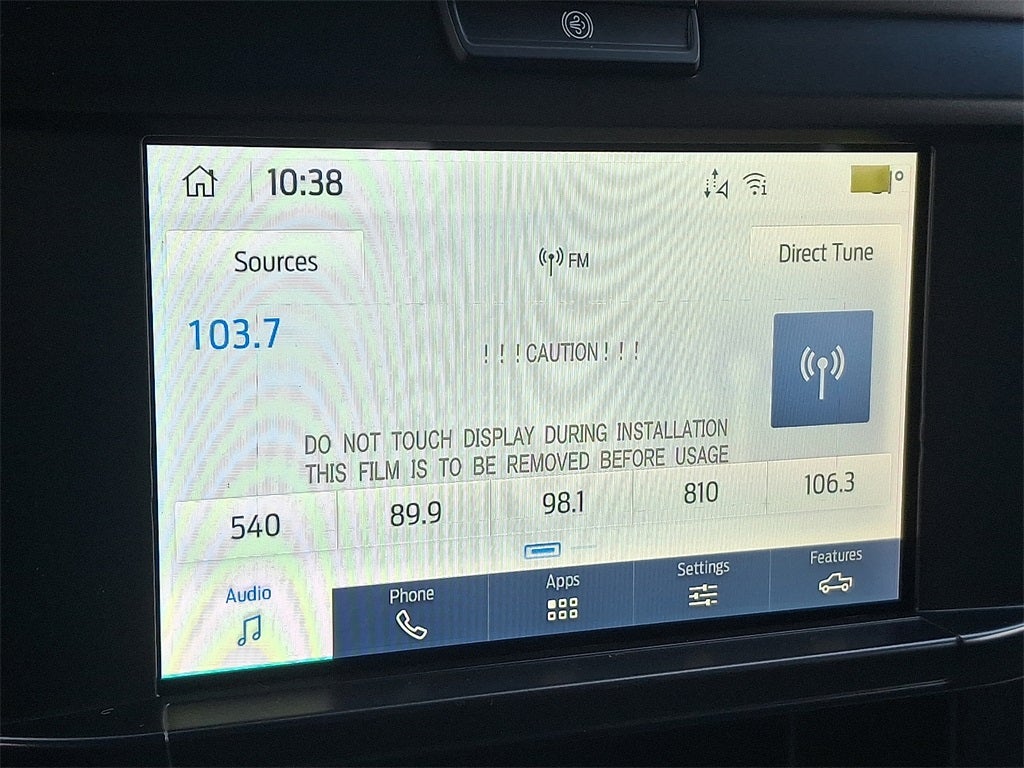 10:38
Sources
FM
Direct Tune
103.7
! ! ! CAUTION ! ! !
DO NOT TOUCH DISPLAY DURING INSTALLATION
THIS FILM IS TO BE REMOVED BEFORE USAGE
540 89.9 98.1 810 106.3
Audio Phone Apps Settings Features